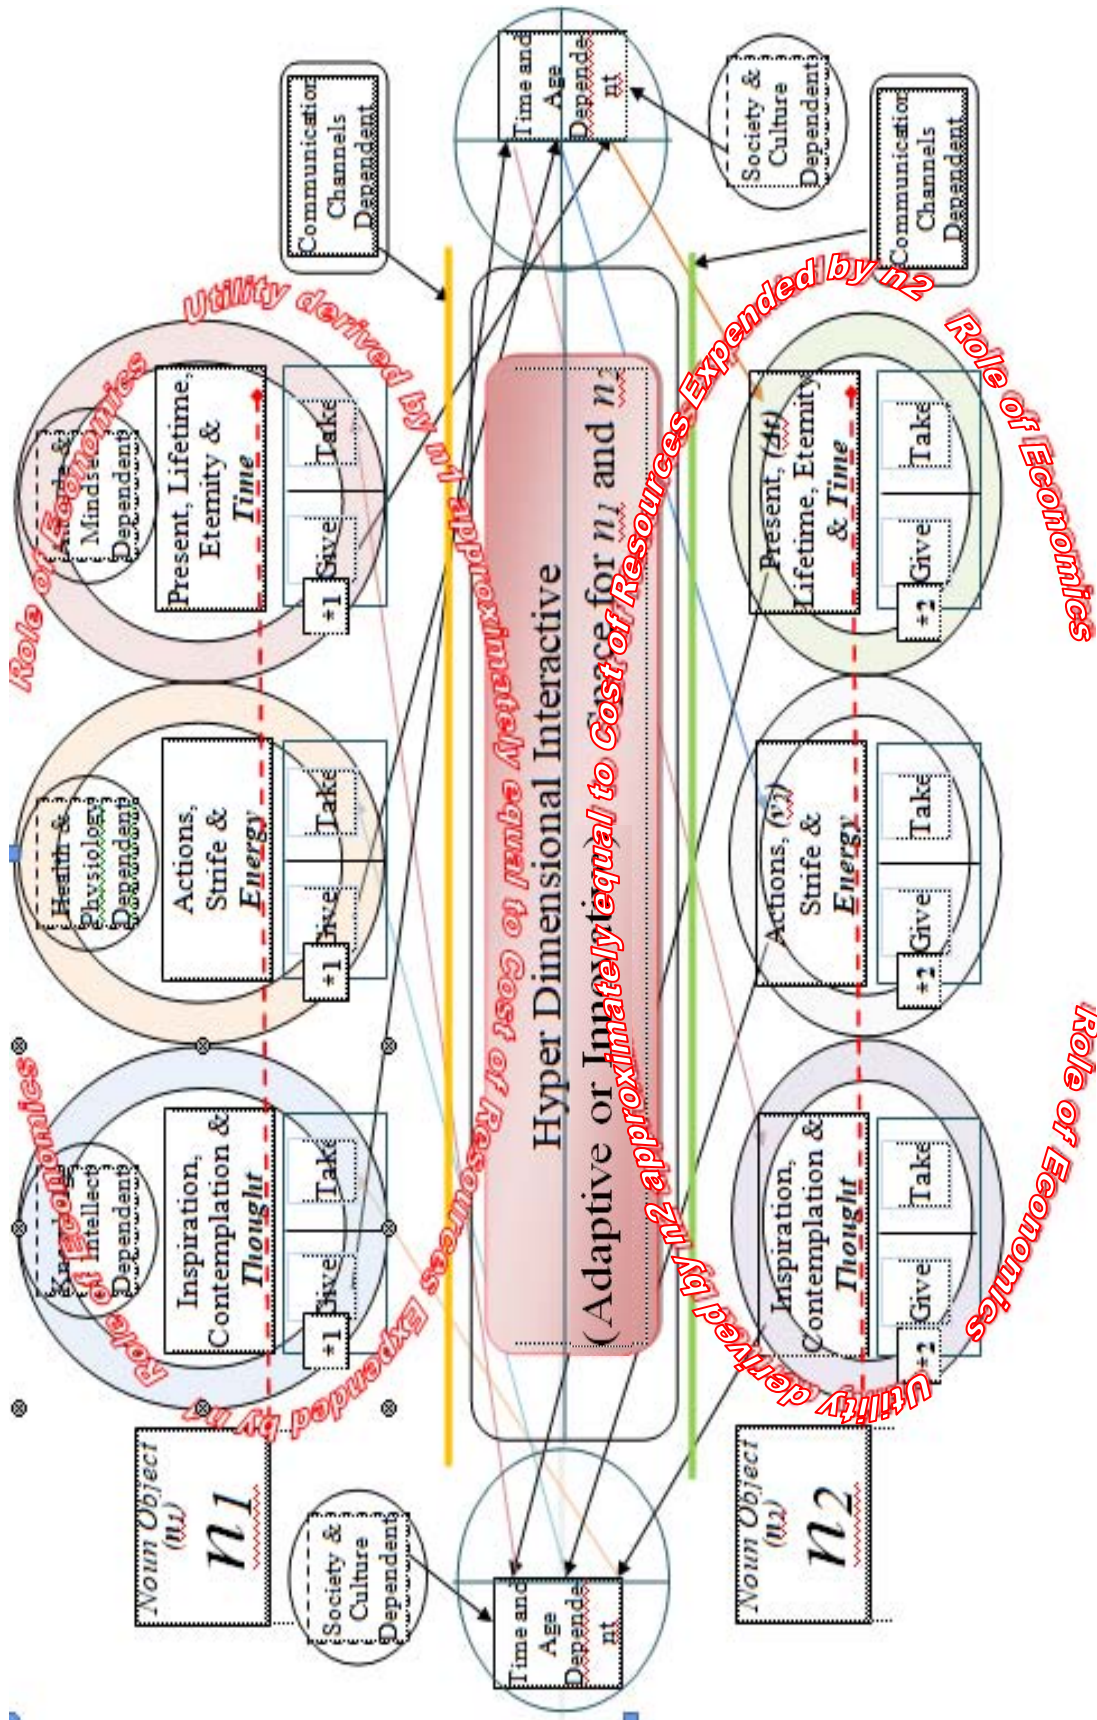 Noun Object
(n1)
n1
Inspiration,
Contemplation &
Thought
Give
Take
*1
Intellect
Dependent
Role of Economics
Actions,
Strife &
Energy
Give
Take
*1
Health &
Physiology
Dependent
Present, Lifetime,
Eternity &
Time
Give
Take
*1
Mindset
Dependent
Role of Economics
Utility derived by n1 approximately equal to Cost of Resources Expended by n1
Communication
Channels
Dependent
Society &
Culture
Dependent
Time and
Age
Depende
nt
Hyper Dimensional Interactive
(Adaptive or Innovative) Space for n1 and n2
Time and
Age
Depende
nt
Society &
Culture
Dependent
Communication
Channels
Dependent
Utility derived by n2 approximately equal to Cost of Resources Expended by n2
Noun Object
(n2)
n2
Inspiration,
Contemplation &
Thought
Give
Take
*2
Actions, (vj)
Strife &
Energy
Give
Take
*2
Present, (Δt)
Lifetime, Eternity
& Time
Give
Take
*2
Role of Economics
Role of Economics